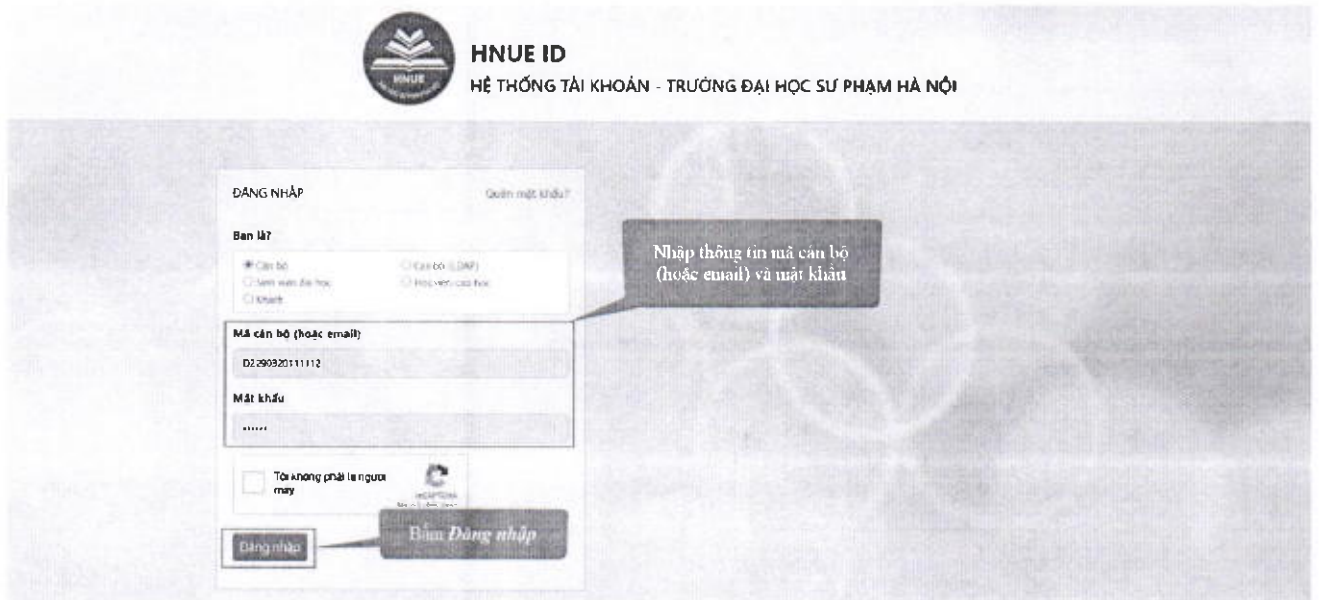 HNUE
HNUE ID
HỆ THỐNG TÀI KHOẢN - TRƯỜNG ĐẠI HỌC SƯ PHẠM HÀ NỘI
ĐĂNG NHẬP
Quên mật khẩu?
Bạn là?
Cán bộ
Cán bộ (LDAP)
Sinh viên đại học
Học viên cao học
Khách
Nhập thông tin mã cán bộ
(hoặc email) và mật khẩu
Mã cán bộ (hoặc email)
D2290320111112
Mật khẩu
••••••
Tôi không phải là người
máy
reCAPTCHA
Đăng nhập
Bấm Đăng nhập